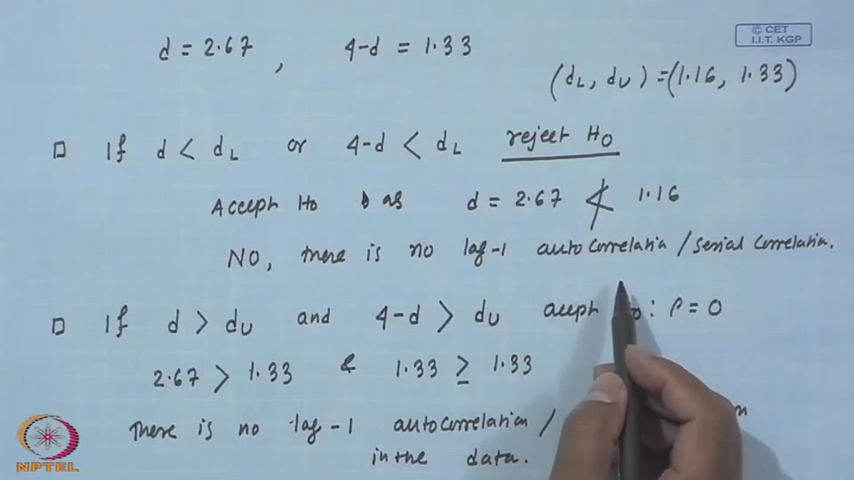 © CET
I.I.T. KGP
d = 2.67 , 4-d = 1.33
(dL, dU) = (1.16, 1.33)
□ If d < dL or 4-d < dL reject H0
Accept H0 as d = 2.67 ≮ 1.16
NO, there is no lag-1 autocorrelation / serial correlation.
□ If d > dU and 4-d > dU accept : ρ = 0
2.67 > 1.33 & 1.33 ≥ 1.33
There is no lag-1 autocorrelation /
in the data.
NPTEL